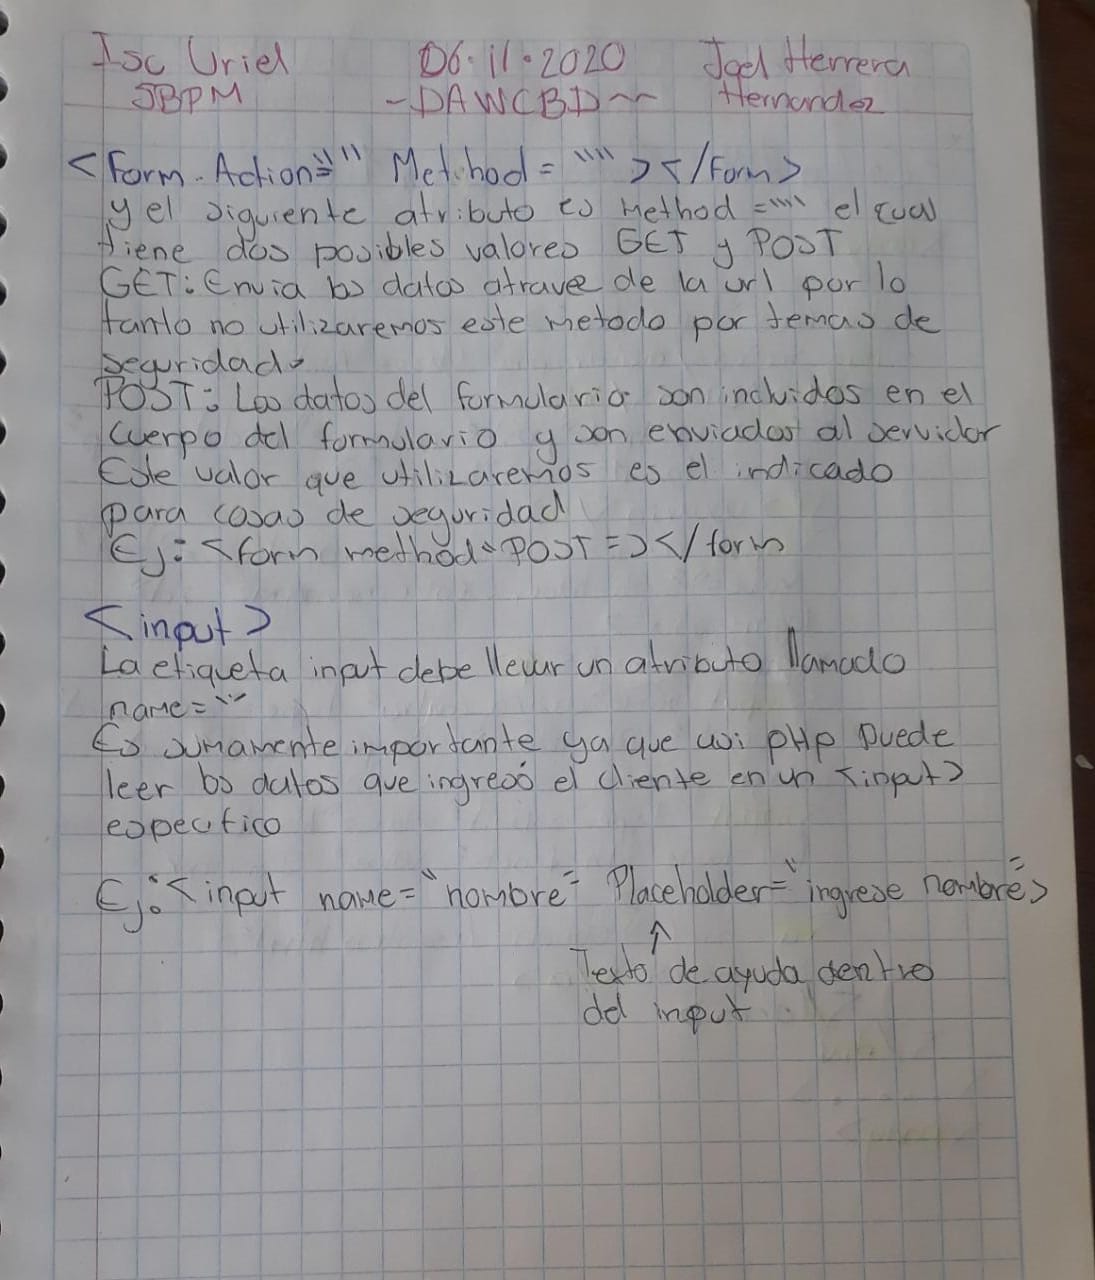 Isc Uriel 06.11.2020 Joel Herrera
5BPM -DAWCBD~ Hernandez
<Form Action="" Method = "" ></Form>
y el siguiente atributo es Method ="" el cual
tiene dos posibles valores GET y POST
GET: Envia los datos atravez de la url por lo
tanto no utilizaremos este metodo por temas de
seguridad.
POST: Los datos del formulario son incluidos en el
cuerpo del formulario y son enviados al servidor
Este valor que utilizaremos es el indicado
para cosas de seguridad
Ej: <form method=POST=></form
<input>
La etiqueta input debe llevar un atributo llamado
name=""
Es sumamente importante ya que asi php puede
leer los datos que ingresó el cliente en un <input>
especifico
Ej: <input name="nombre" Placeholder="ingrese nombre">
↑
Texto de ayuda dentro
del input